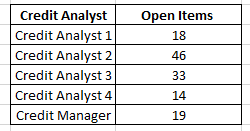 Credit Analyst Open Items
Credit Analyst 1 18
Credit Analyst 2 46
Credit Analyst 3 33
Credit Analyst 4 14
Credit Manager 19